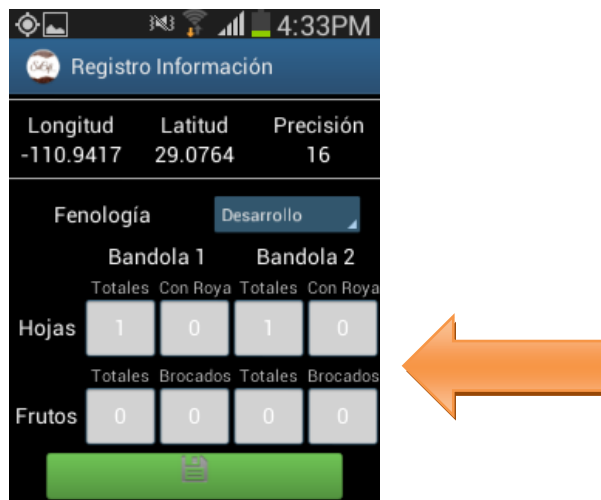 4:33PM
Registro Información
Longitud Latitud Precisión
-110.9417 29.0764 16
Fenología Desarrollo
Bandola 1 Bandola 2
Totales Con Roya Totales Con Roya
Hojas 1 0 1 0
Totales Brocados Totales Brocados
Frutos 0 0 0 0